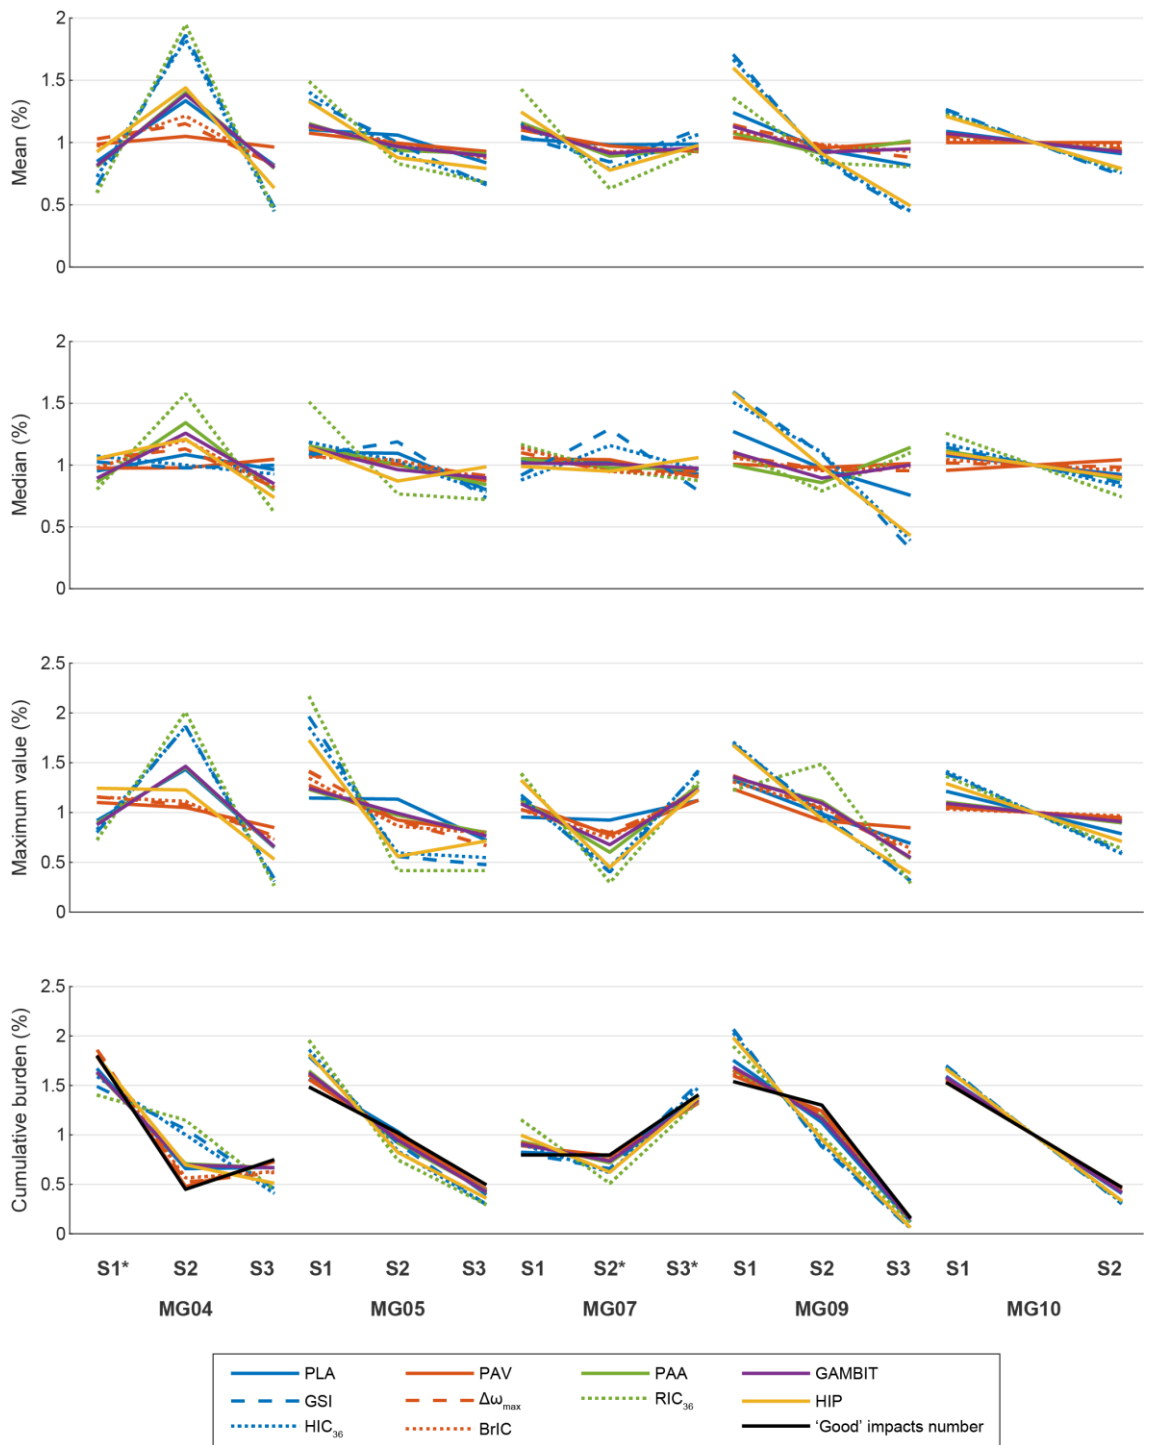 2
1.5
1
0.5
0
Mean (%)
2
1.5
1
0.5
0
Median (%)
2.5
2
1.5
1
0.5
0
Maximum value (%)
2.5
2
1.5
1
0.5
0
Cumulative burden (%)
S1* S2 S3 S1 S2 S3 S1 S2* S3* S1 S2 S3 S1 S2
MG04 MG05 MG07 MG09 MG10
PLA PAV PAA GAMBIT
GSI Δωmax RIC36 HIP
HIC36 BrIC 'Good' impacts number